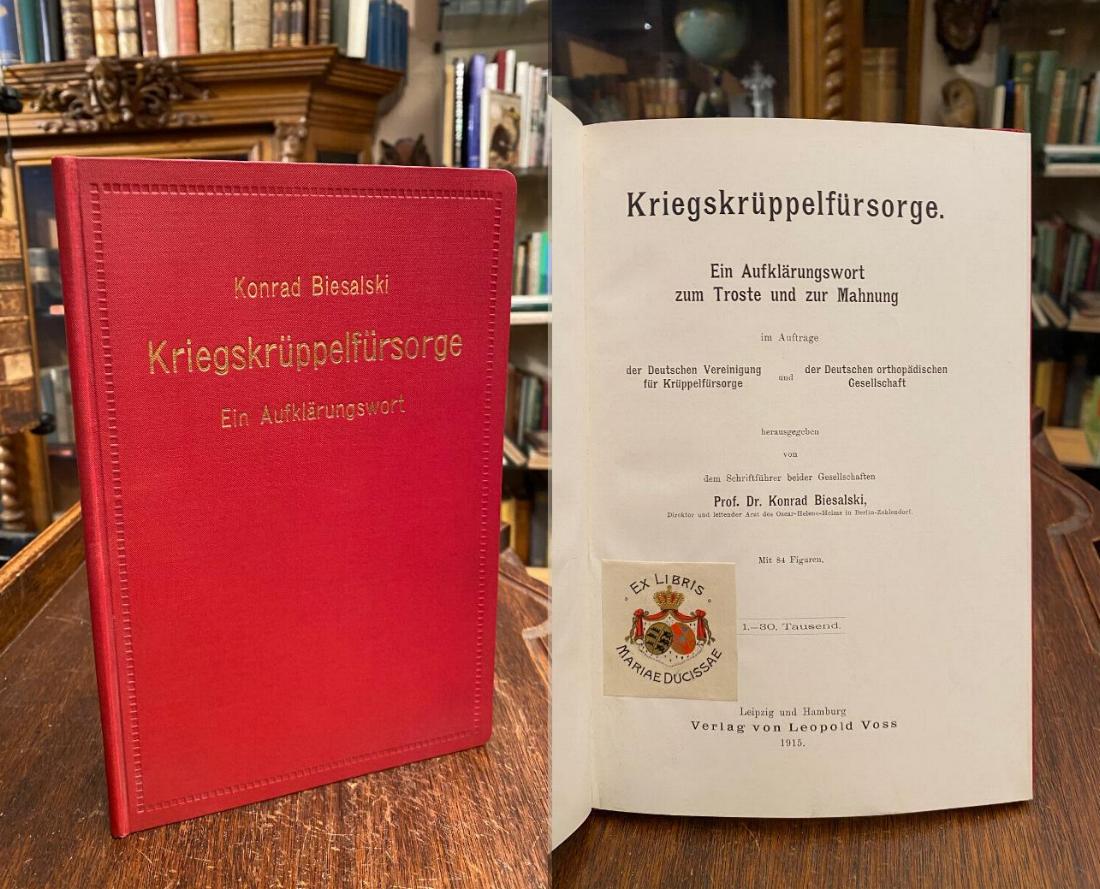 Konrad Biesalski
Kriegskrüppelfürsorge
Ein Aufklärungswort
Kriegskrüppelfürsorge.
Ein Aufklärungswort
zum Troste und zur Mahnung
im Auftrage
der Deutschen Vereinigung
für Krüppelfürsorge
und
der Deutschen orthopädischen
Gesellschaft
herausgegeben
von
dem Schriftführer beider Gesellschaften
Prof. Dr. Konrad Biesalski,
Direktor und leitender Arzt des Oscar-Helene-Heims in Berlin-Zehlendorf.
Mit 84 Figuren.
EX LIBRIS
MARIAE DUCISSAE
1.—30. Tausend.
Leipzig und Hamburg
Verlag von Leopold Voss
1915.